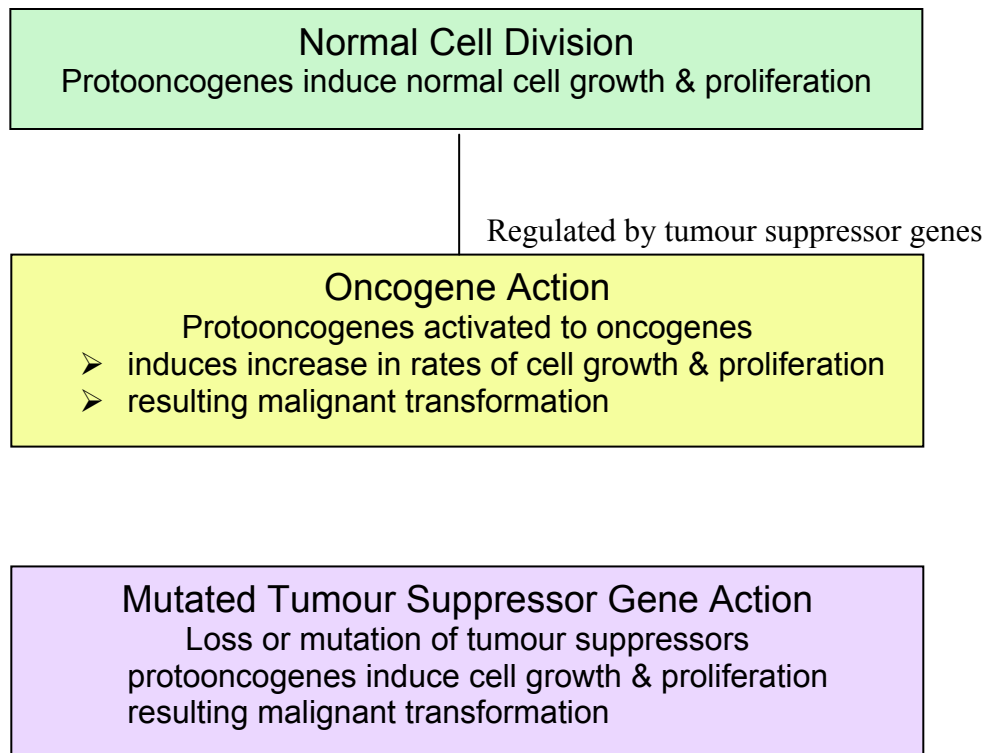 Normal Cell Division
Protooncogenes induce normal cell growth & proliferation
Regulated by tumour suppressor genes
Oncogene Action
Protooncogenes activated to oncogenes
➢ induces increase in rates of cell growth & proliferation
➢ resulting malignant transformation
Mutated Tumour Suppressor Gene Action
Loss or mutation of tumour suppressors
protooncogenes induce cell growth & proliferation
resulting malignant transformation